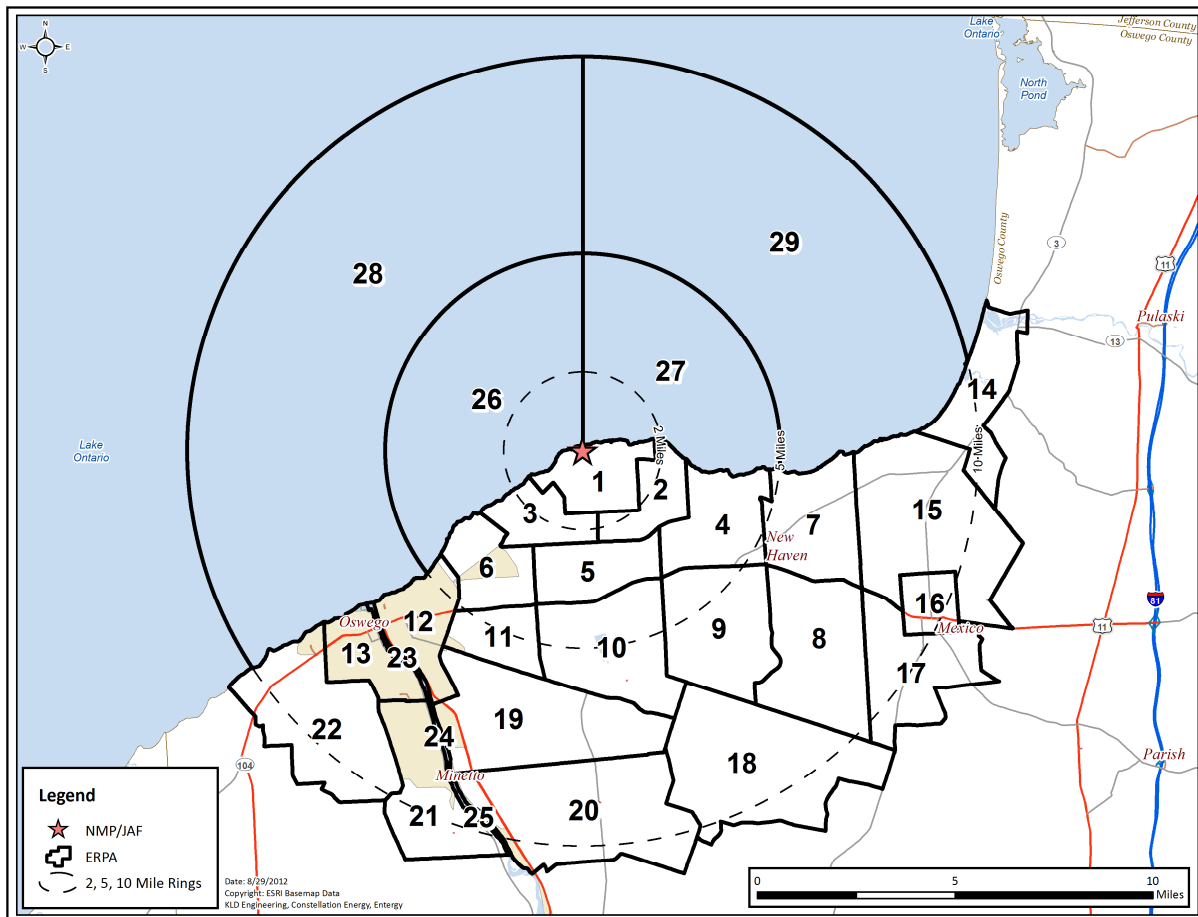 N
W
E
S
Lake
Ontario
Jefferson County
Oswego County
North
Pond
Oswego County
3
11
Pulaski
13
29
28
27
26
14
2 Miles
5 Miles
10 Miles
Lake
Ontario
1
2
3
4
7
15
New
Haven
6
5
81
16
12
Oswego
11
Mexico
11
9
8
10
13
23
17
22
19
24
18
104
Minetto
Parish
21
25
20
Legend
NMP/JAF
ERPA
2, 5, 10 Mile Rings
Date: 8/29/2012
Copyright: ESRI Basemap Data
KLD Engineering, Constellation Energy, Entergy
0
5
10
Miles